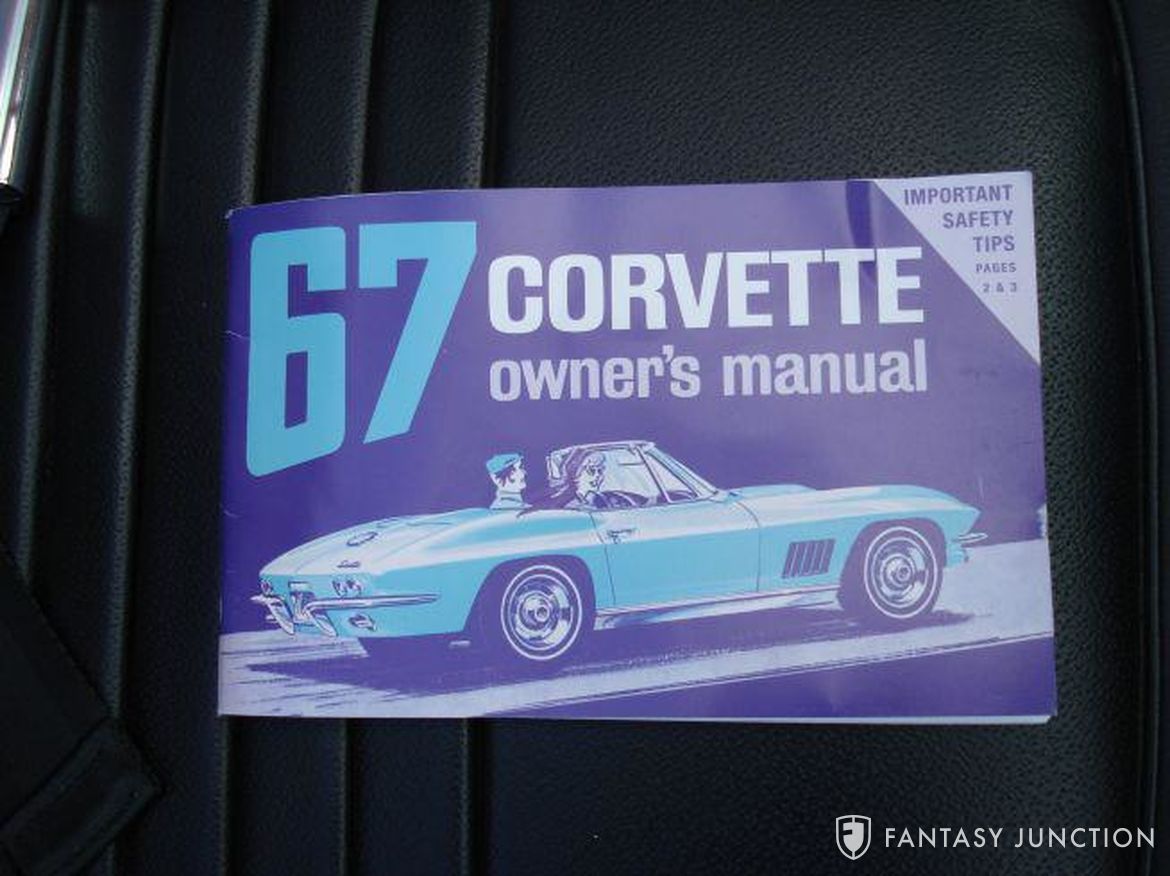 67
CORVETTE
owner's manual
IMPORTANT
SAFETY
TIPS
PAGES
2 & 3
FANTASY JUNCTION